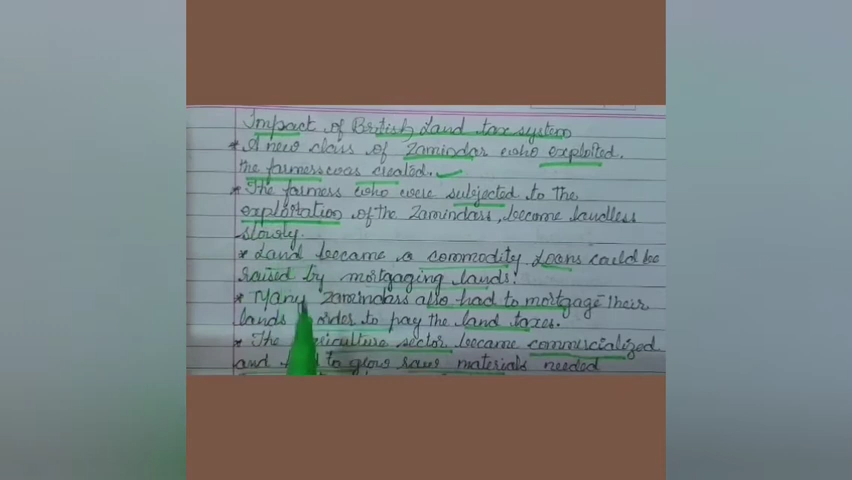 Impact of British Land tax system
* A new class of Zamindar who exploited.
the farmers was created.
* The farmers who were subjected to the
exploitation of the Zamindars, became landless
slowly.
* Land became a commodity Loans could be
raised by mortgaging lands.
* Many Zamindars also had to mortgage their
lands order to pay the land taxes.
* The sector became commercialized
and to grow raw materials needed